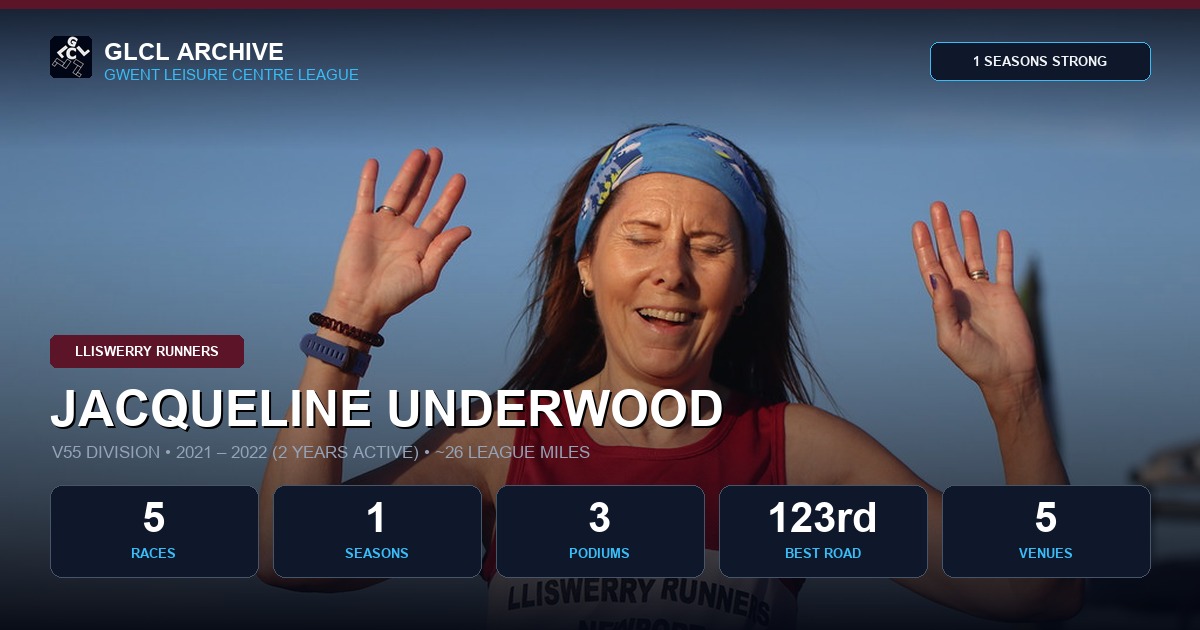 GLCL ARCHIVE
GWENT LEISURE CENTRE LEAGUE
1 SEASONS STRONG
LLISWERRY RUNNERS
JACQUELINE UNDERWOOD
V55 DIVISION • 2021 – 2022 (2 YEARS ACTIVE) • ~26 LEAGUE MILES
5
RACES
1
SEASONS
3
PODIUMS
123rd
BEST ROAD
5
VENUES
LLISWERRY RUNNERS
NEWPORT